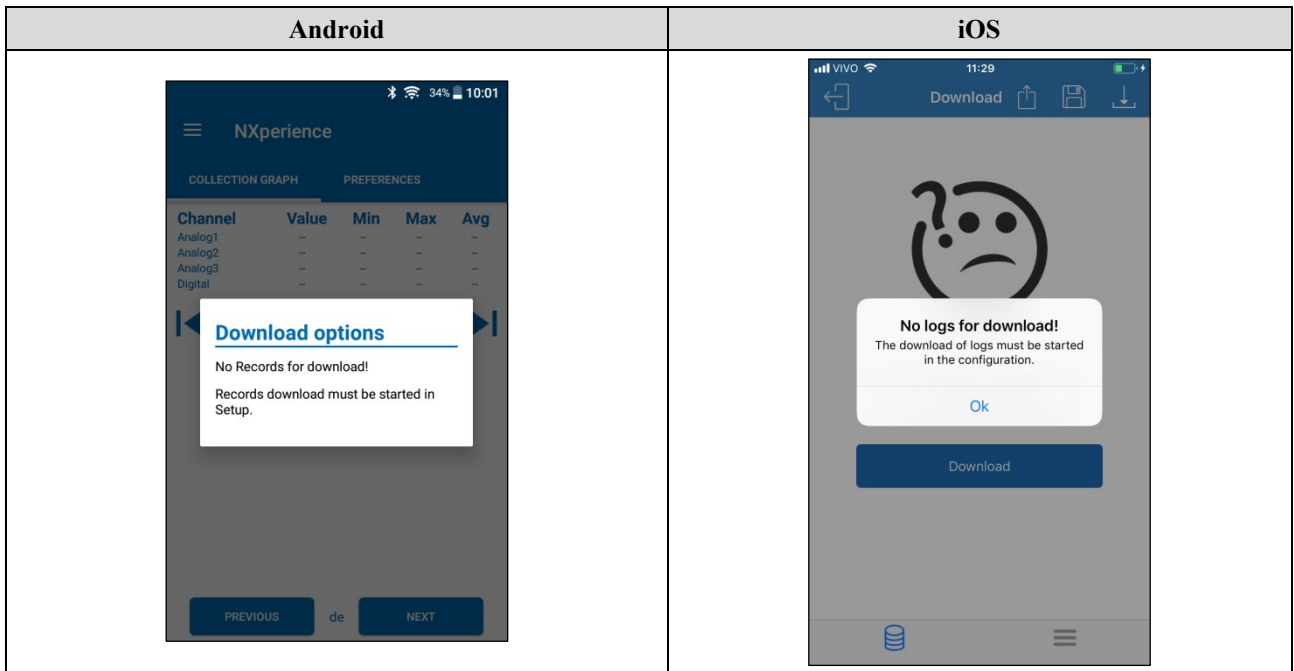 Android
iOS
34% 10:01
NXperience
COLLECTION GRAPH PREFERENCES
Channel Value Min Max Avg
Analog1 -- -- -- --
Analog2 -- -- -- --
Analog3 -- -- -- --
Digital -- -- -- --
Download options
No Records for download!
Records download must be started in
Setup.
PREVIOUS de NEXT
VIVO 11:29
Download
No logs for download!
The download of logs must be started
in the configuration.
Ok
Download